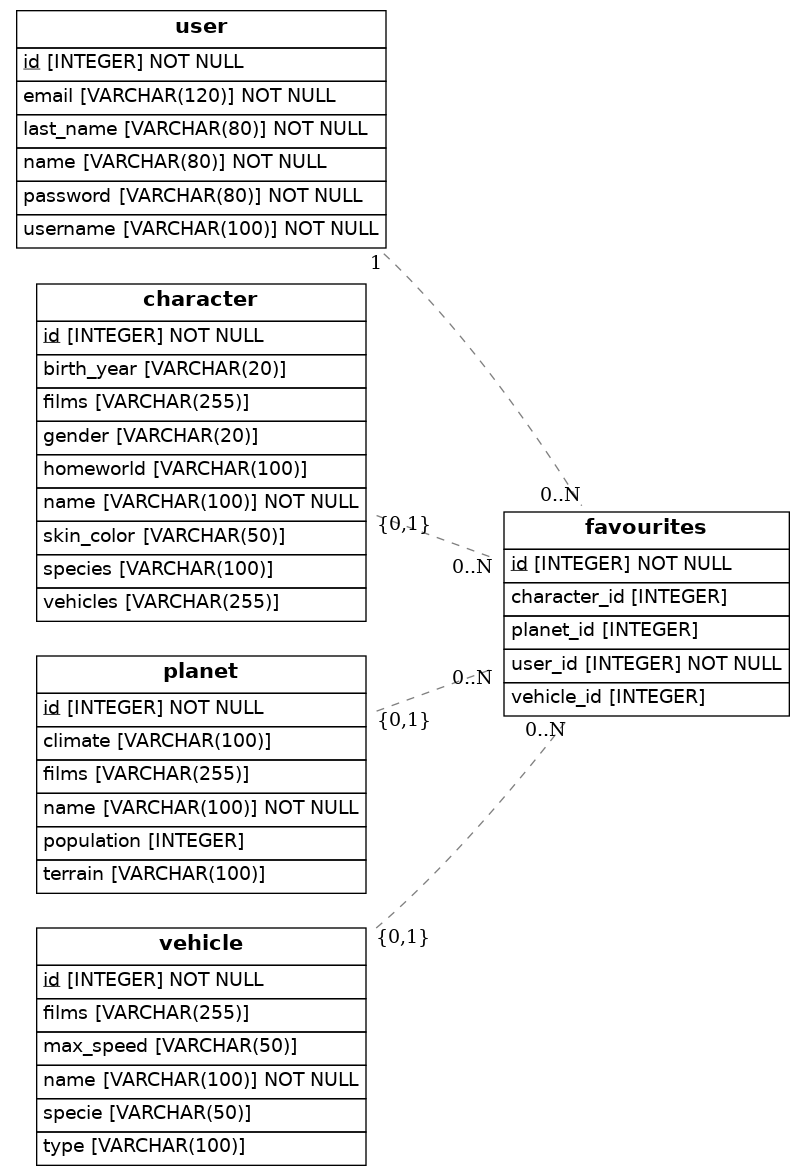 user
id [INTEGER] NOT NULL
email [VARCHAR(120)] NOT NULL
last_name [VARCHAR(80)] NOT NULL
name [VARCHAR(80)] NOT NULL
password [VARCHAR(80)] NOT NULL
username [VARCHAR(100)] NOT NULL
1
character
id [INTEGER] NOT NULL
birth_year [VARCHAR(20)]
films [VARCHAR(255)]
gender [VARCHAR(20)]
homeworld [VARCHAR(100)]
name [VARCHAR(100)] NOT NULL
skin_color [VARCHAR(50)]
species [VARCHAR(100)]
vehicles [VARCHAR(255)]
{0,1}
0..N
0..N
favourites
id [INTEGER] NOT NULL
character_id [INTEGER]
planet_id [INTEGER]
user_id [INTEGER] NOT NULL
vehicle_id [INTEGER]
0..N
0..N
planet
id [INTEGER] NOT NULL
climate [VARCHAR(100)]
films [VARCHAR(255)]
name [VARCHAR(100)] NOT NULL
population [INTEGER]
terrain [VARCHAR(100)]
{0,1}
vehicle
id [INTEGER] NOT NULL
films [VARCHAR(255)]
max_speed [VARCHAR(50)]
name [VARCHAR(100)] NOT NULL
specie [VARCHAR(50)]
type [VARCHAR(100)]
{0,1}